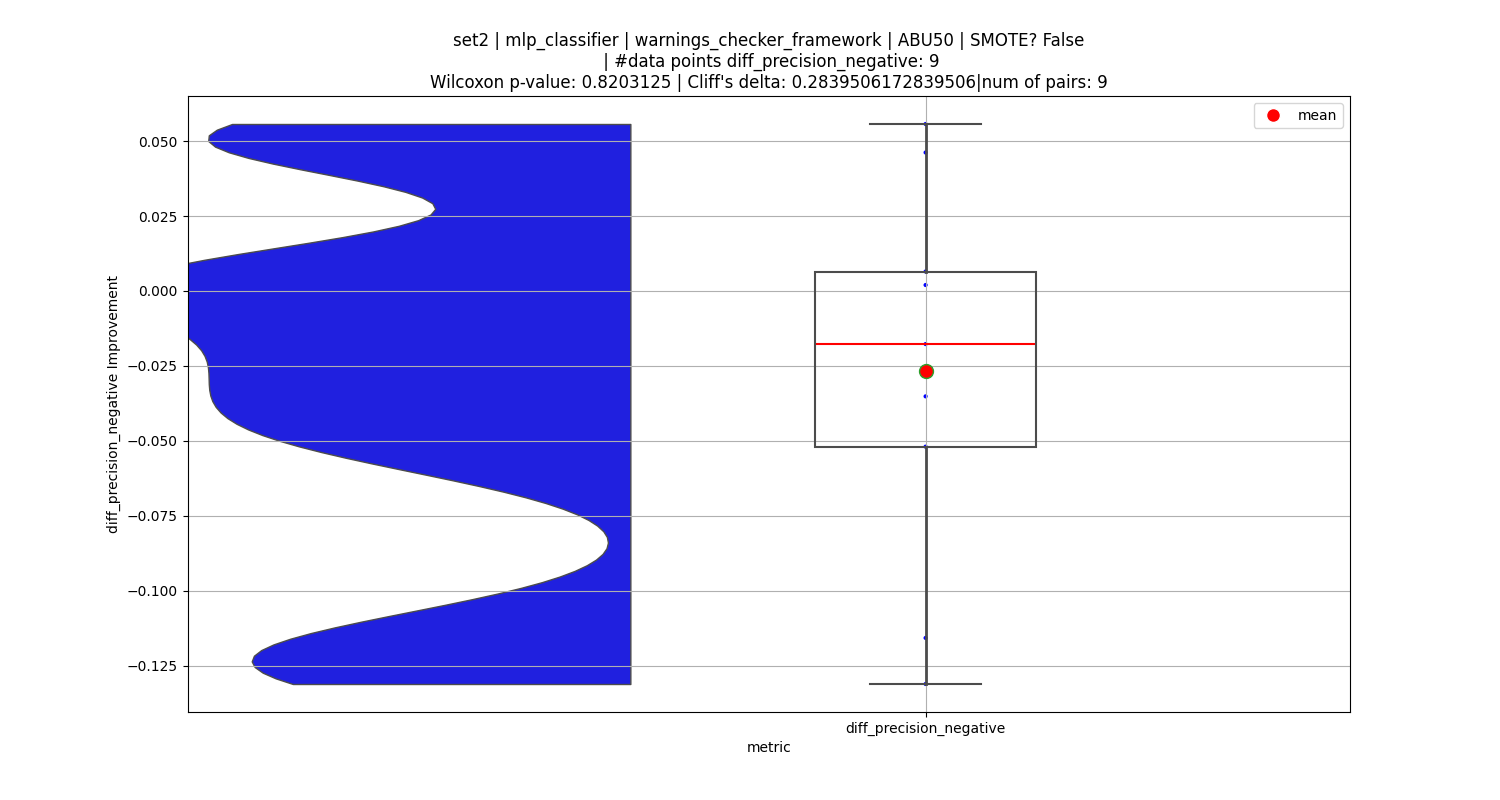 set2 | mlp_classifier | warnings_checker_framework | ABU50 | SMOTE? False
| #data points diff_precision_negative: 9
Wilcoxon p-value: 0.8203125 | Cliff's delta: 0.2839506172839506|num of pairs: 9
mean
0.050
0.025
0.000
−0.025
−0.050
−0.075
−0.100
−0.125
diff_precision_negative Improvement
diff_precision_negative
metric